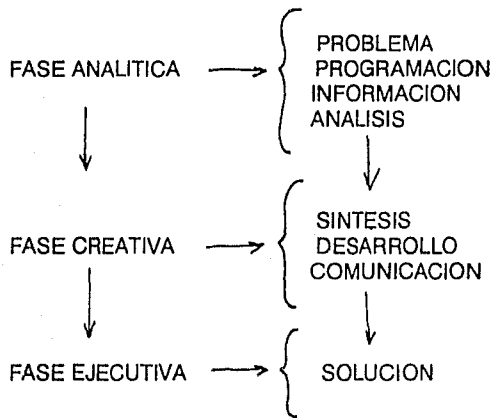 FASE ANALITICA
PROBLEMA
PROGRAMACION
INFORMACION
ANALISIS
FASE CREATIVA
SINTESIS
DESARROLLO
COMUNICACION
FASE EJECUTIVA
SOLUCION